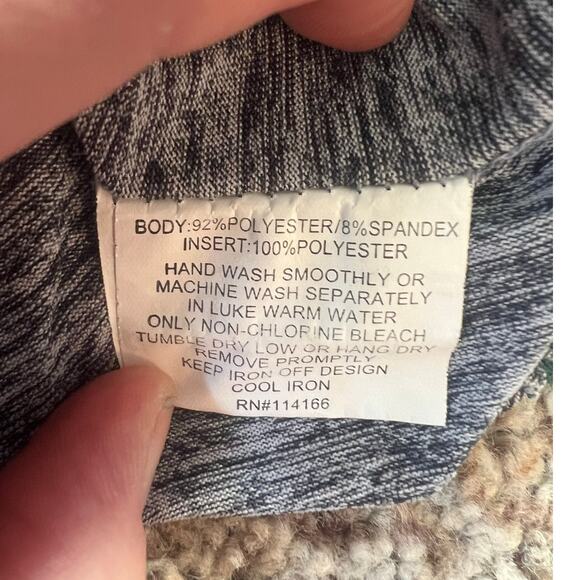 BODY:92%POLYESTER/8%SPANDEX
INSERT:100%POLYESTER
HAND WASH SMOOTHLY OR
MACHINE WASH SEPARATELY
IN LUKE WARM WATER
ONLY NON-CHLORINE BLEACH
TUMBLE DRY LOW OR HANG DRY
REMOVE PROMPTLY
KEEP IRON OFF DESIGN
COOL IRON
RN#114166